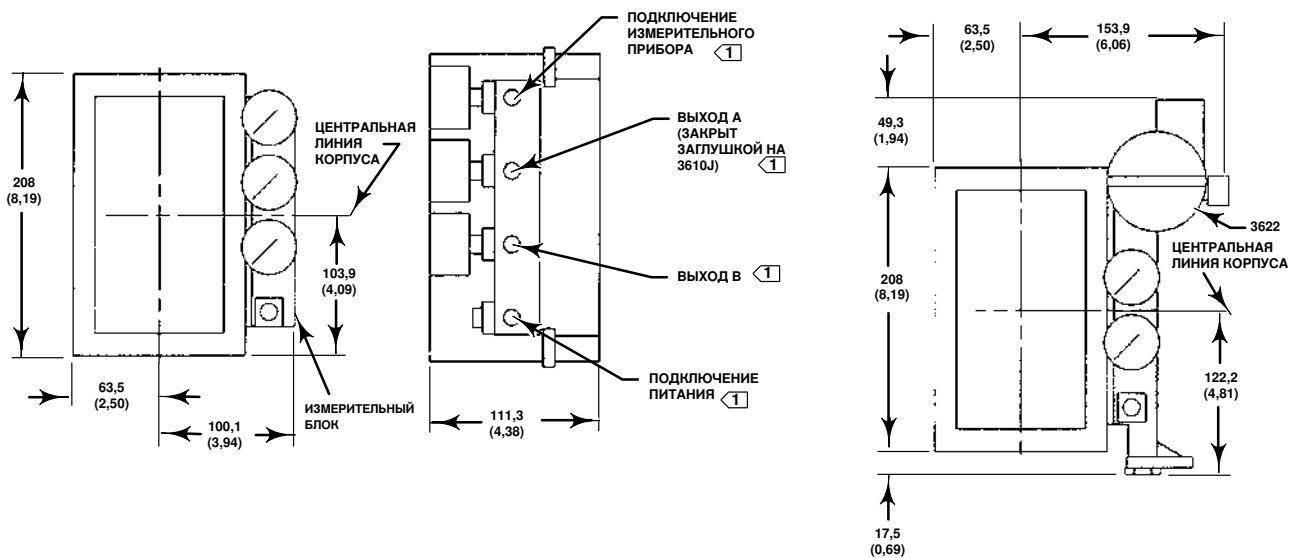 208
(8,19)
63,5
(2,50)
100,1
(3,94)
103,9
(4,09)
ЦЕНТРАЛЬНАЯ
ЛИНИЯ
КОРПУСА
ИЗМЕРИТЕЛЬНЫЙ
БЛОК
ПОДКЛЮЧЕНИЕ
ИЗМЕРИТЕЛЬНОГО
ПРИБОРА 1
ВЫХОД А
(ЗАКРЫТ
ЗАГЛУШКОЙ НА
3610J) 1
ВЫХОД В 1
ПОДКЛЮЧЕНИЕ
ПИТАНИЯ 1
111,3
(4,38)
63,5
(2,50)
153,9
(6,06)
49,3
(1,94)
208
(8,19)
3622
ЦЕНТРАЛЬНАЯ
ЛИНИЯ КОРПУСА
122,2
(4,81)
17,5
(0,69)